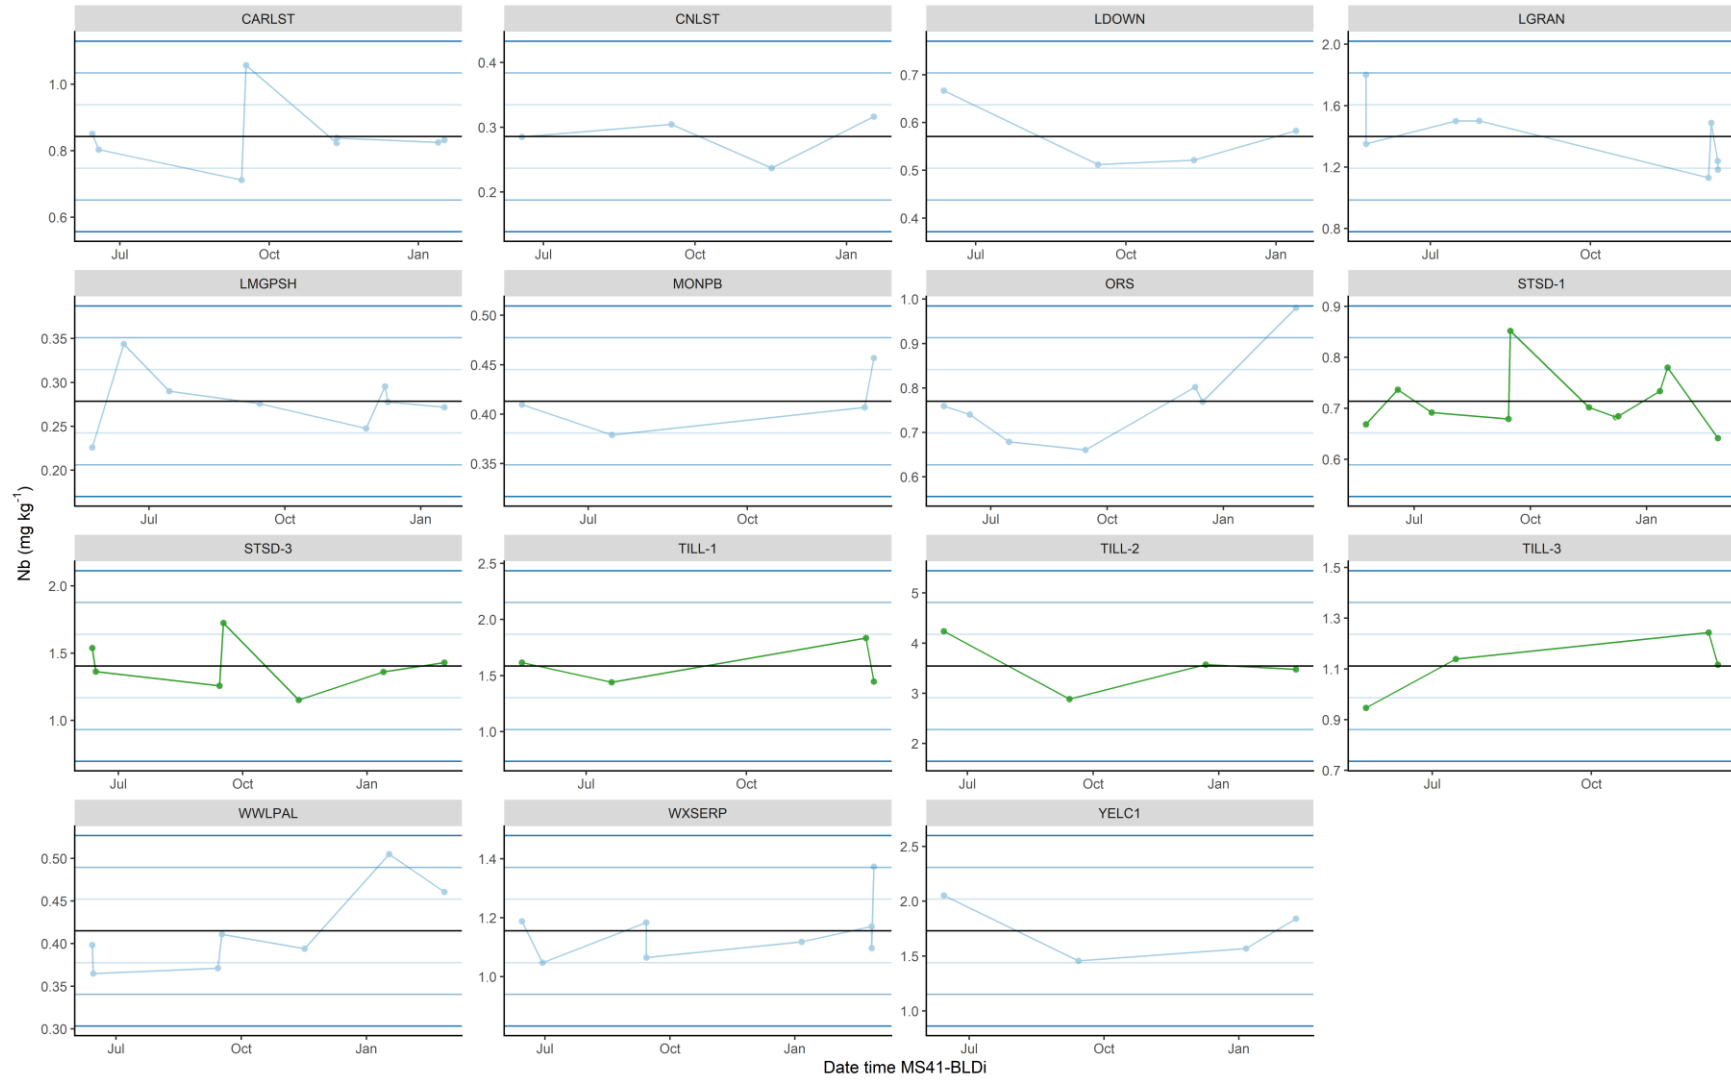 CARLST CNLST LDOWN LGRAN
1.0
0.8
0.6
Jul Oct Jan
0.4
0.3
0.2
Jul Oct Jan
0.7
0.6
0.5
0.4
Jul Oct Jan
2.0
1.6
1.2
0.8
Jul Oct
LMGPSH MONPB ORS STSD-1
0.35
0.30
0.25
0.20
Jul Oct Jan
0.50
0.45
0.40
0.35
Jul Oct
1.0
0.9
0.8
0.7
0.6
Jul Oct Jan
0.9
0.8
0.7
0.6
Jul Oct Jan
Nb (mg kg-1)
STSD-3 TILL-1 TILL-2 TILL-3
2.0
1.5
1.0
Jul Oct Jan
2.5
2.0
1.5
1.0
Jul Oct
5
4
3
2
Jul Oct Jan
1.5
1.3
1.1
0.9
0.7
Jul Oct
WWLPAL WXSERP YELC1
0.50
0.45
0.40
0.35
0.30
Jul Oct Jan
1.4
1.2
1.0
Jul Oct Jan
2.5
2.0
1.5
1.0
Jul Oct Jan
Date time MS41-BLDi